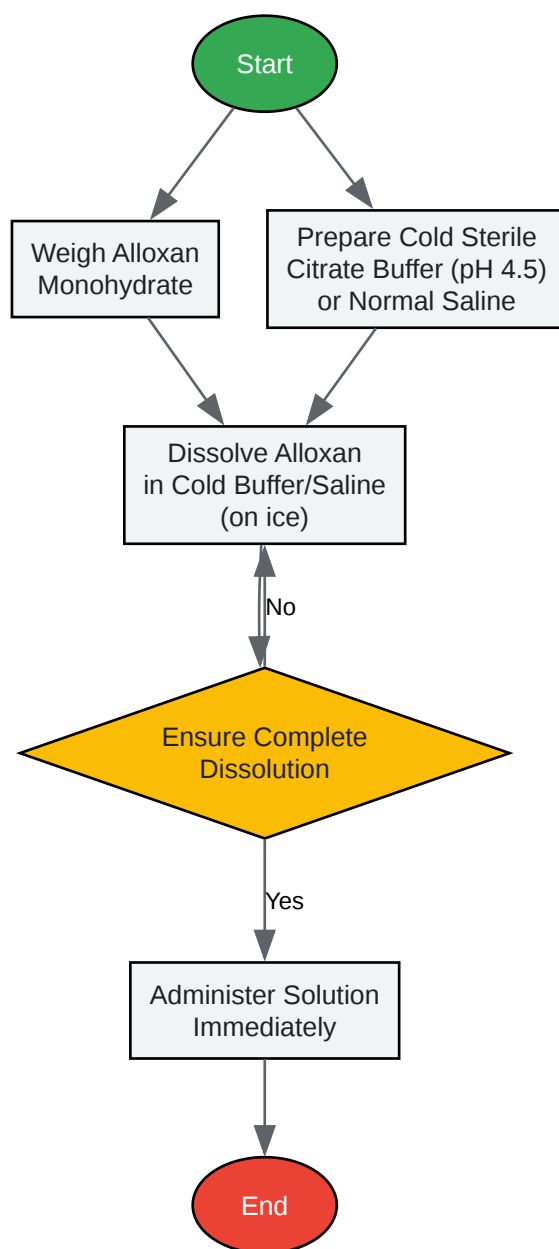 Start
Weigh Alloxan
Monohydrate
Prepare Cold Sterile
Citrate Buffer (pH 4.5)
or Normal Saline
Dissolve Alloxan
in Cold Buffer/Saline
(on ice)
No
Ensure Complete
Dissolution
Yes
Administer Solution
Immediately
End